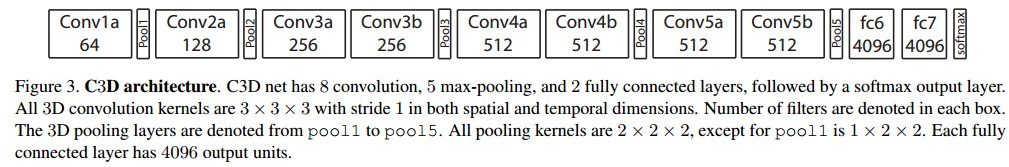 Conv1a 64 Pool1 Conv2a 128 Pool2 Conv3a 256 Conv3b 256 Pool3 Conv4a 512 Conv4b 512 Pool4 Conv5a 512 Conv5b 512 Pool5 fc6 4096 fc7 4096 softmax
Figure 3. C3D architecture. C3D net has 8 convolution, 5 max-pooling, and 2 fully connected layers, followed by a softmax output layer.
All 3D convolution kernels are 3 × 3 × 3 with stride 1 in both spatial and temporal dimensions. Number of filters are denoted in each box.
The 3D pooling layers are denoted from pool1 to pool5. All pooling kernels are 2 × 2 × 2, except for pool1 is 1 × 2 × 2. Each fully
connected layer has 4096 output units.